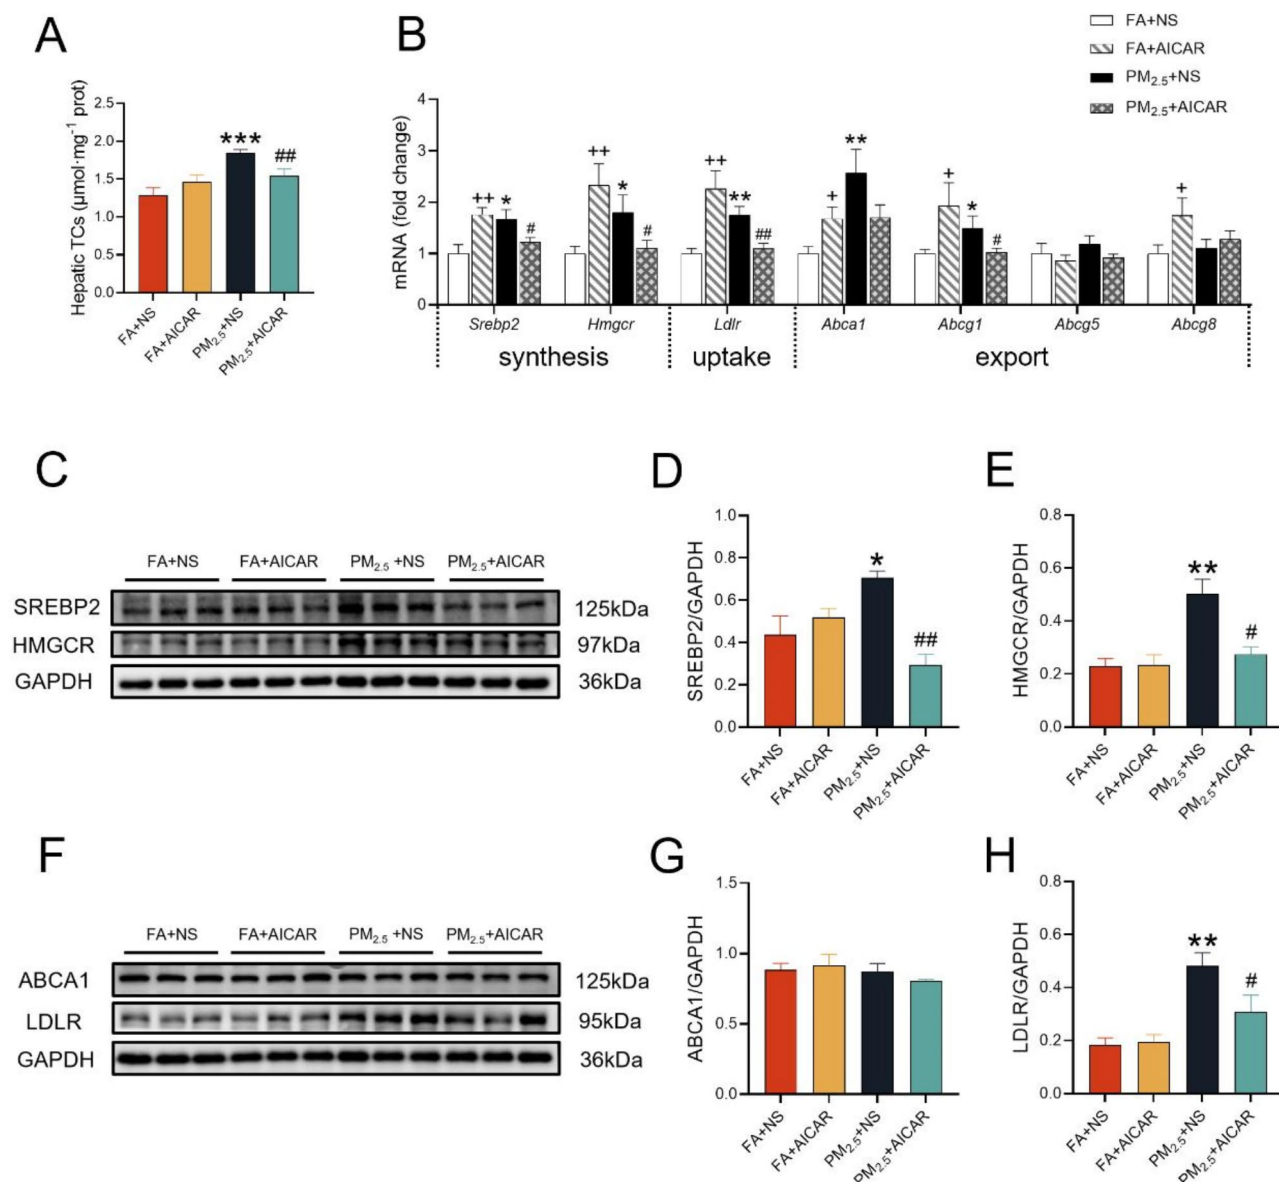 A
B
FA+NS
FA+AICAR
PM2.5+NS
PM2.5+AICAR
Hepatic TCs (μmol·mg⁻¹ prot)
2.5
2.0
1.5
1.0
0.5
0.0
***
##
FA+NS
FA+AICAR
PM2.5+NS
PM2.5+AICAR
mRNA (fold change)
4
3
2
1
0
++ * #
++ * #
++ ** ##
+ **
+ * #
+
Srebp2 Hmgcr Ldlr Abca1 Abcg1 Abcg5 Abcg8
synthesis uptake export
C
FA+NS FA+AICAR PM2.5 +NS PM2.5+AICAR
SREBP2 125kDa
HMGCR 97kDa
GAPDH 36kDa
D
SREBP2/GAPDH
1.0
0.8
0.6
0.4
0.2
0.0
*
##
FA+NS
FA+AICAR
PM2.5+NS
PM2.5+AICAR
E
HMGCR/GAPDH
0.8
0.6
0.4
0.2
0.0
**
#
FA+NS
FA+AICAR
PM2.5+NS
PM2.5+AICAR
F
FA+NS FA+AICAR PM2.5 +NS PM2.5+AICAR
ABCA1 125kDa
LDLR 95kDa
GAPDH 36kDa
G
ABCA1/GAPDH
1.5
1.0
0.5
0.0
FA+NS
FA+AICAR
PM2.5+NS
PM2.5+AICAR
H
LDLR/GAPDH
0.8
0.6
0.4
0.2
0.0
**
#
FA+NS
FA+AICAR
PM2.5+NS
PM2.5+AICAR